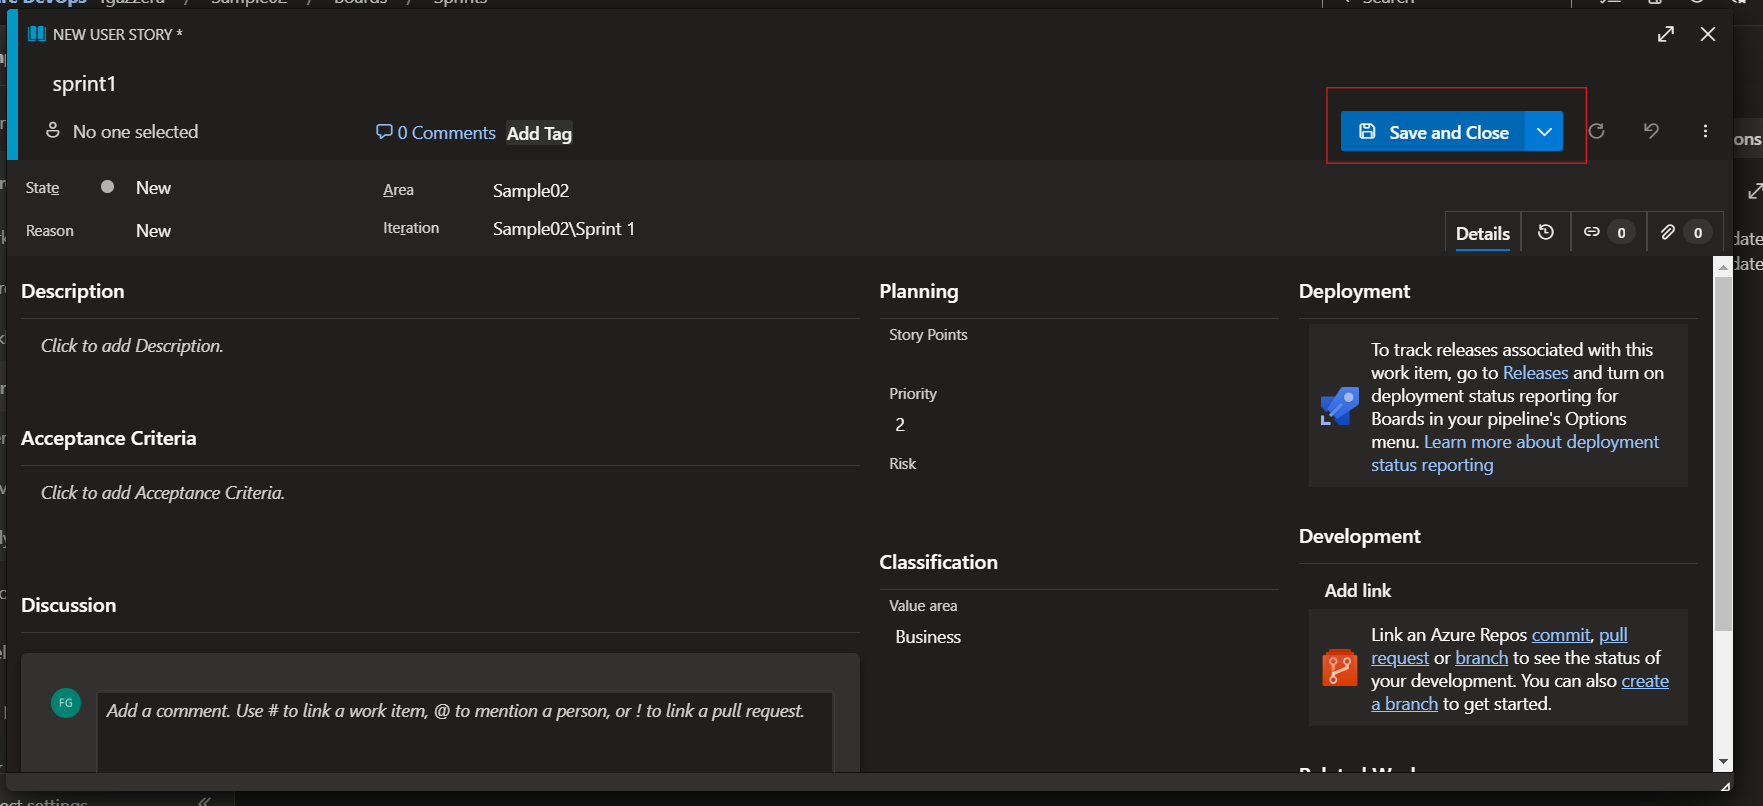 NEW USER STORY *
sprint1
No one selected
0 Comments
Add Tag
Save and Close
State
New
Area
Sample02
Reason
New
Iteration
Sample02\Sprint 1
Details
0
0
Description
Click to add Description.
Acceptance Criteria
Click to add Acceptance Criteria.
Discussion
FG
Add a comment. Use # to link a work item, @ to mention a person, or ! to link a pull request.
Planning
Story Points
Priority
2
Risk
Classification
Value area
Business
Deployment
To track releases associated with this
work item, go to Releases and turn on
deployment status reporting for
Boards in your pipeline's Options
menu. Learn more about deployment
status reporting
Development
Add link
Link an Azure Repos commit, pull
request or branch to see the status of
your development. You can also create
a branch to get started.